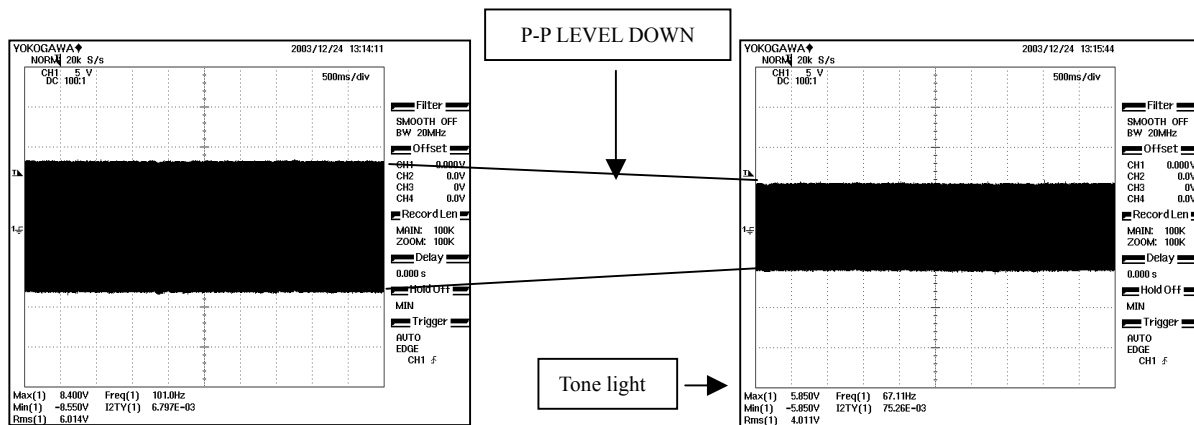 P-P LEVEL DOWN
YOKOGAWA♦ 2003/12/24 13:14:11
NORM 20k S/s
CH1 5 V
DC 100:1
500ms/div
Filter
SMOOTH OFF
BW 20MHz
Offset
CH1 0.000V
CH2 0.0V
CH3 0V
CH4 0.0V
Record Len
MAIN: 100K
ZOOM: 100K
Delay
0.000 s
Hold Off
MIN
Trigger
AUTO
EDGE
CH1
T
1
Max(1) 8.400V Freq(1) 101.0Hz
Min(1) -8.550V I2TY(1) 6.797E-03
Rms(1) 6.014V
Tone light
YOKOGAWA♦ 2003/12/24 13:15:44
NORM 20k S/s
CH1 5 V
DC 100:1
500ms/div
Filter
SMOOTH OFF
BW 20MHz
Offset
CH1 0.000V
CH2 0.0V
CH3 0V
CH4 0.0V
Record Len
MAIN: 100K
ZOOM: 100K
Delay
0.000 s
Hold Off
MIN
Trigger
AUTO
EDGE
CH1
T
1
Max(1) 5.850V Freq(1) 67.11Hz
Min(1) -5.850V I2TY(1) 75.26E-03
Rms(1) 4.011V